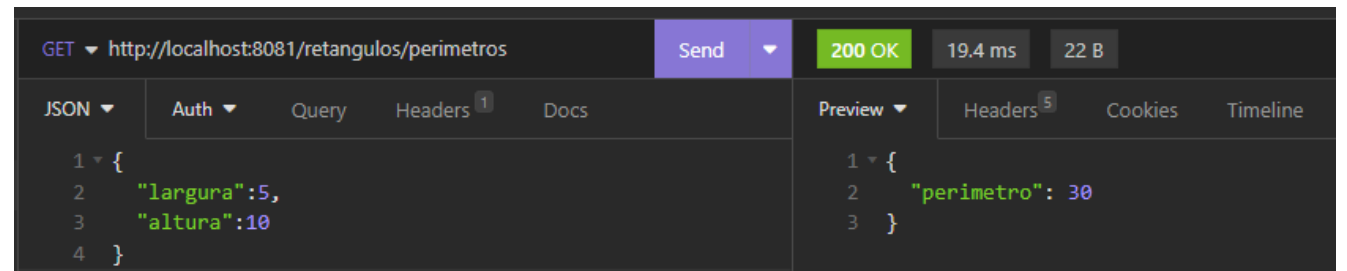 GET http://localhost:8081/retangulos/perimetros Send 200 OK 19.4 ms 22 B
JSON Auth Query Headers 1 Docs Preview Headers 5 Cookies Timeline
1 {
2 "largura":5,
3 "altura":10
4 }
1 {
2 "perimetro": 30
3 }